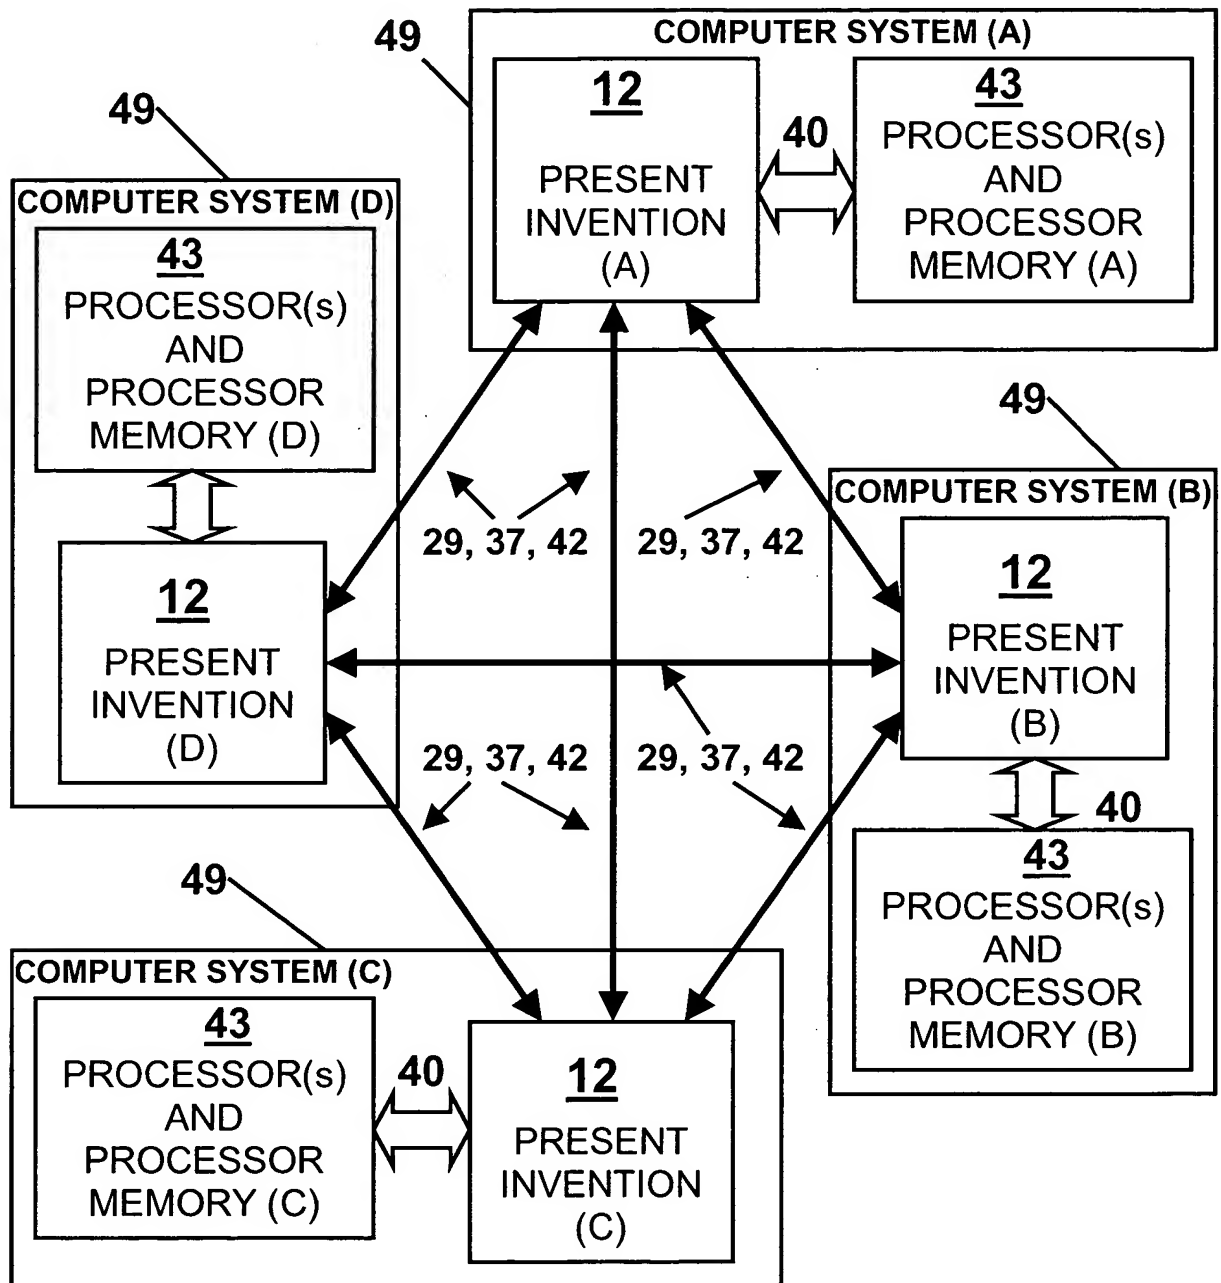 49
COMPUTER SYSTEM (A)
12
PRESENT
INVENTION
(A)
40
43
PROCESSOR(s)
AND
PROCESSOR
MEMORY (A)
49
COMPUTER SYSTEM (D)
43
PROCESSOR(s)
AND
PROCESSOR
MEMORY (D)
12
PRESENT
INVENTION
(D)
29, 37, 42
29, 37, 42
49
COMPUTER SYSTEM (B)
12
PRESENT
INVENTION
(B)
40
43
PROCESSOR(s)
AND
PROCESSOR
MEMORY (B)
29, 37, 42
29, 37, 42
49
COMPUTER SYSTEM (C)
43
PROCESSOR(s)
AND
PROCESSOR
MEMORY (C)
40
12
PRESENT
INVENTION
(C)